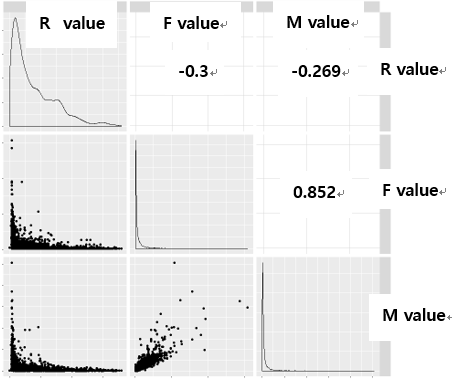 R value F value M value
-0.3 -0.269 R value
0.852 F value
M value